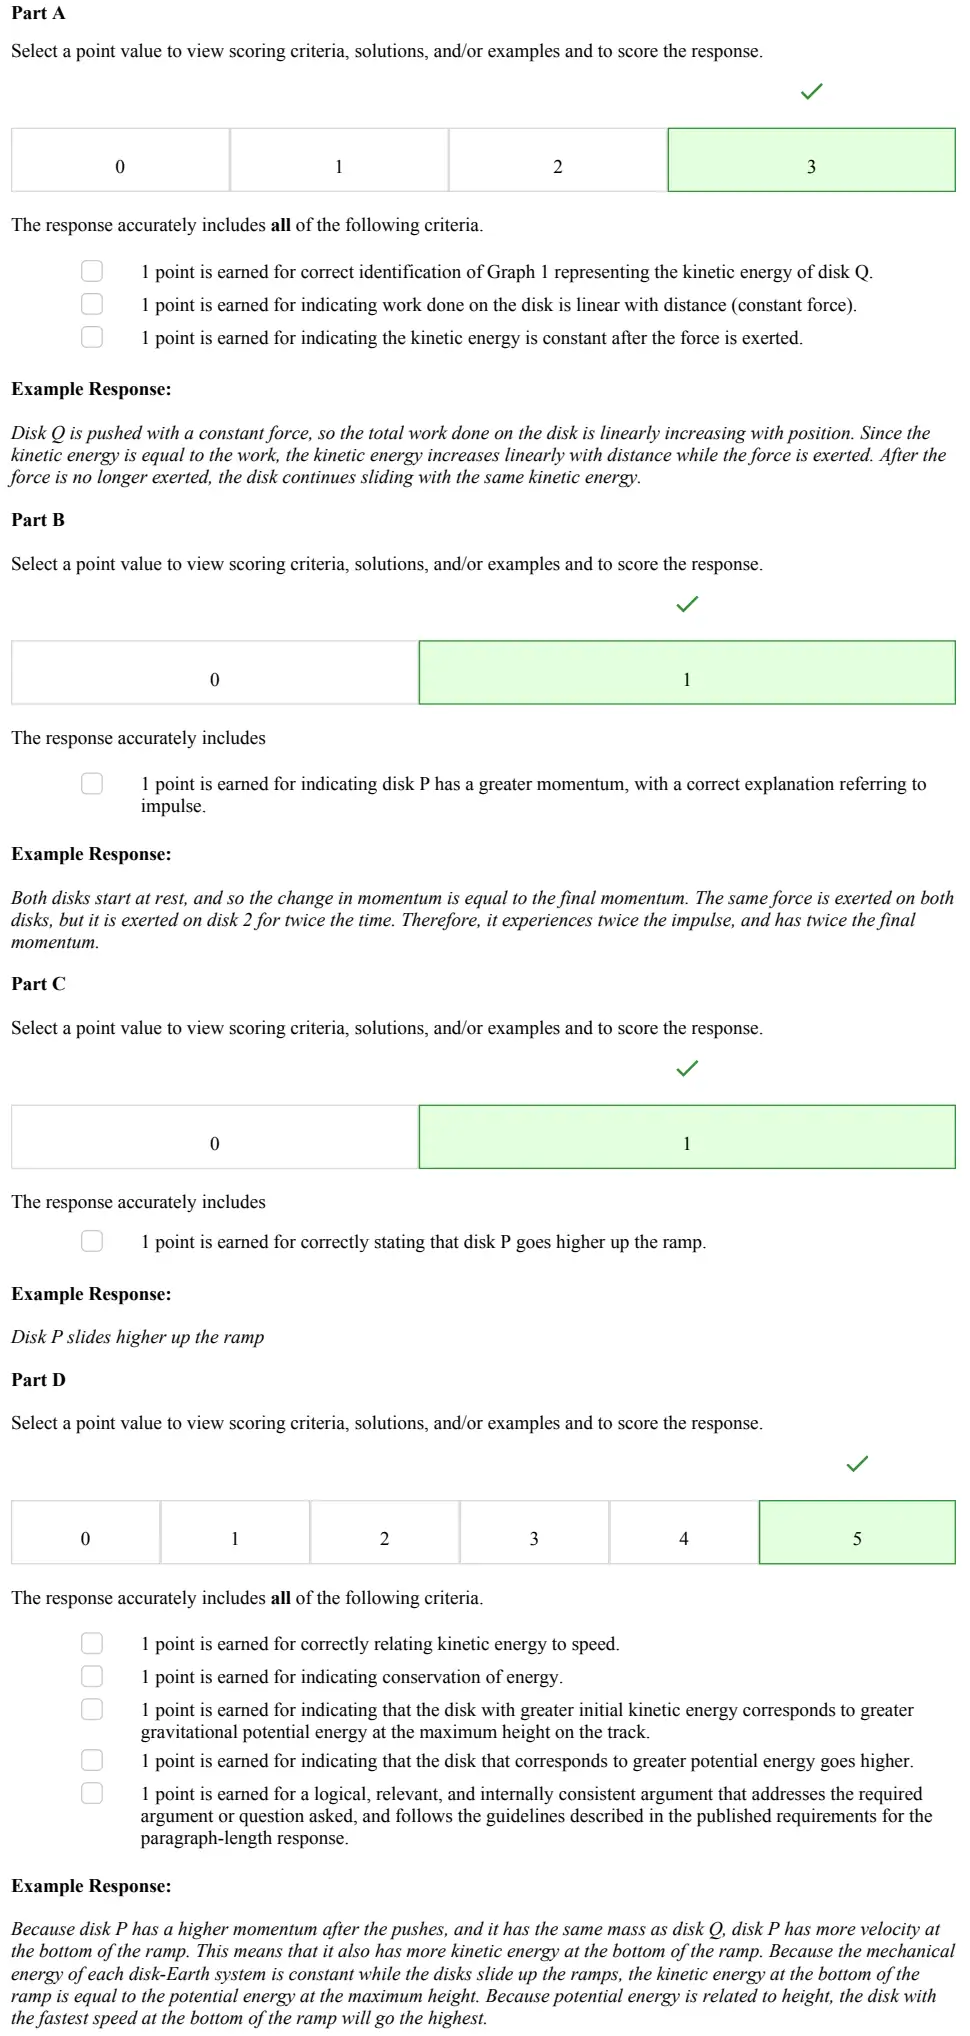 Part A
Select a point value to view scoring criteria, solutions, and/or examples and to score the response.
0 1 2 3
The response accurately includes all of the following criteria.
1 point is earned for correct identification of Graph 1 representing the kinetic energy of disk Q.
1 point is earned for indicating work done on the disk is linear with distance (constant force).
1 point is earned for indicating the kinetic energy is constant after the force is exerted.
Example Response:
Disk Q is pushed with a constant force, so the total work done on the disk is linearly increasing with position. Since the
kinetic energy is equal to the work, the kinetic energy increases linearly with distance while the force is exerted. After the
force is no longer exerted, the disk continues sliding with the same kinetic energy.
Part B
Select a point value to view scoring criteria, solutions, and/or examples and to score the response.
0 1
The response accurately includes
1 point is earned for indicating disk P has a greater momentum, with a correct explanation referring to
impulse.
Example Response:
Both disks start at rest, and so the change in momentum is equal to the final momentum. The same force is exerted on both
disks, but it is exerted on disk 2 for twice the time. Therefore, it experiences twice the impulse, and has twice the final
momentum.
Part C
Select a point value to view scoring criteria, solutions, and/or examples and to score the response.
0 1
The response accurately includes
1 point is earned for correctly stating that disk P goes higher up the ramp.
Example Response:
Disk P slides higher up the ramp
Part D
Select a point value to view scoring criteria, solutions, and/or examples and to score the response.
0 1 2 3 4 5
The response accurately includes all of the following criteria.
1 point is earned for correctly relating kinetic energy to speed.
1 point is earned for indicating conservation of energy.
1 point is earned for indicating that the disk with greater initial kinetic energy corresponds to greater
gravitational potential energy at the maximum height on the track.
1 point is earned for indicating that the disk that corresponds to greater potential energy goes higher.
1 point is earned for a logical, relevant, and internally consistent argument that addresses the required
argument or question asked, and follows the guidelines described in the published requirements for the
paragraph-length response.
Example Response:
Because disk P has a higher momentum after the pushes, and it has the same mass as disk Q, disk P has more velocity at
the bottom of the ramp. This means that it also has more kinetic energy at the bottom of the ramp. Because the mechanical
energy of each disk-Earth system is constant while the disks slide up the ramps, the kinetic energy at the bottom of the
ramp is equal to the potential energy at the maximum height. Because potential energy is related to height, the disk with
the fastest speed at the bottom of the ramp will go the highest.